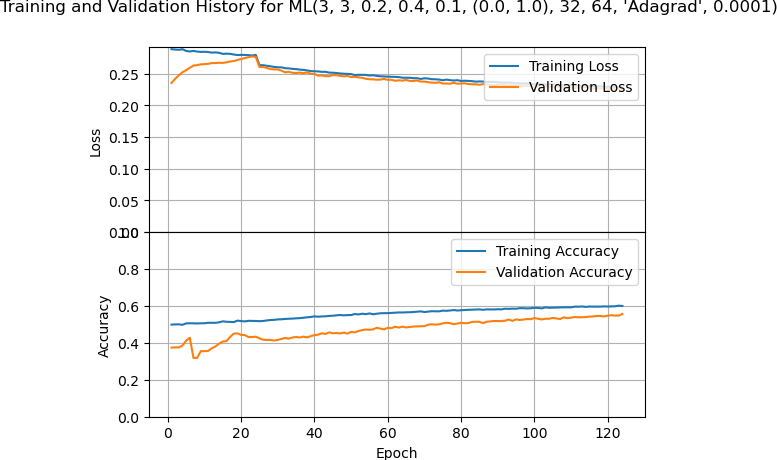 Training and Validation History for ML(3, 3, 0.2, 0.4, 0.1, (0.0, 1.0), 32, 64, 'Adagrad', 0.0001)
Training Loss
Validation Loss
0.25
0.20
0.15
0.10
0.05
0.00
Loss
Training Accuracy
Validation Accuracy
1.0
0.8
0.6
0.4
0.2
0.0
Accuracy
0 20 40 60 80 100 120
Epoch